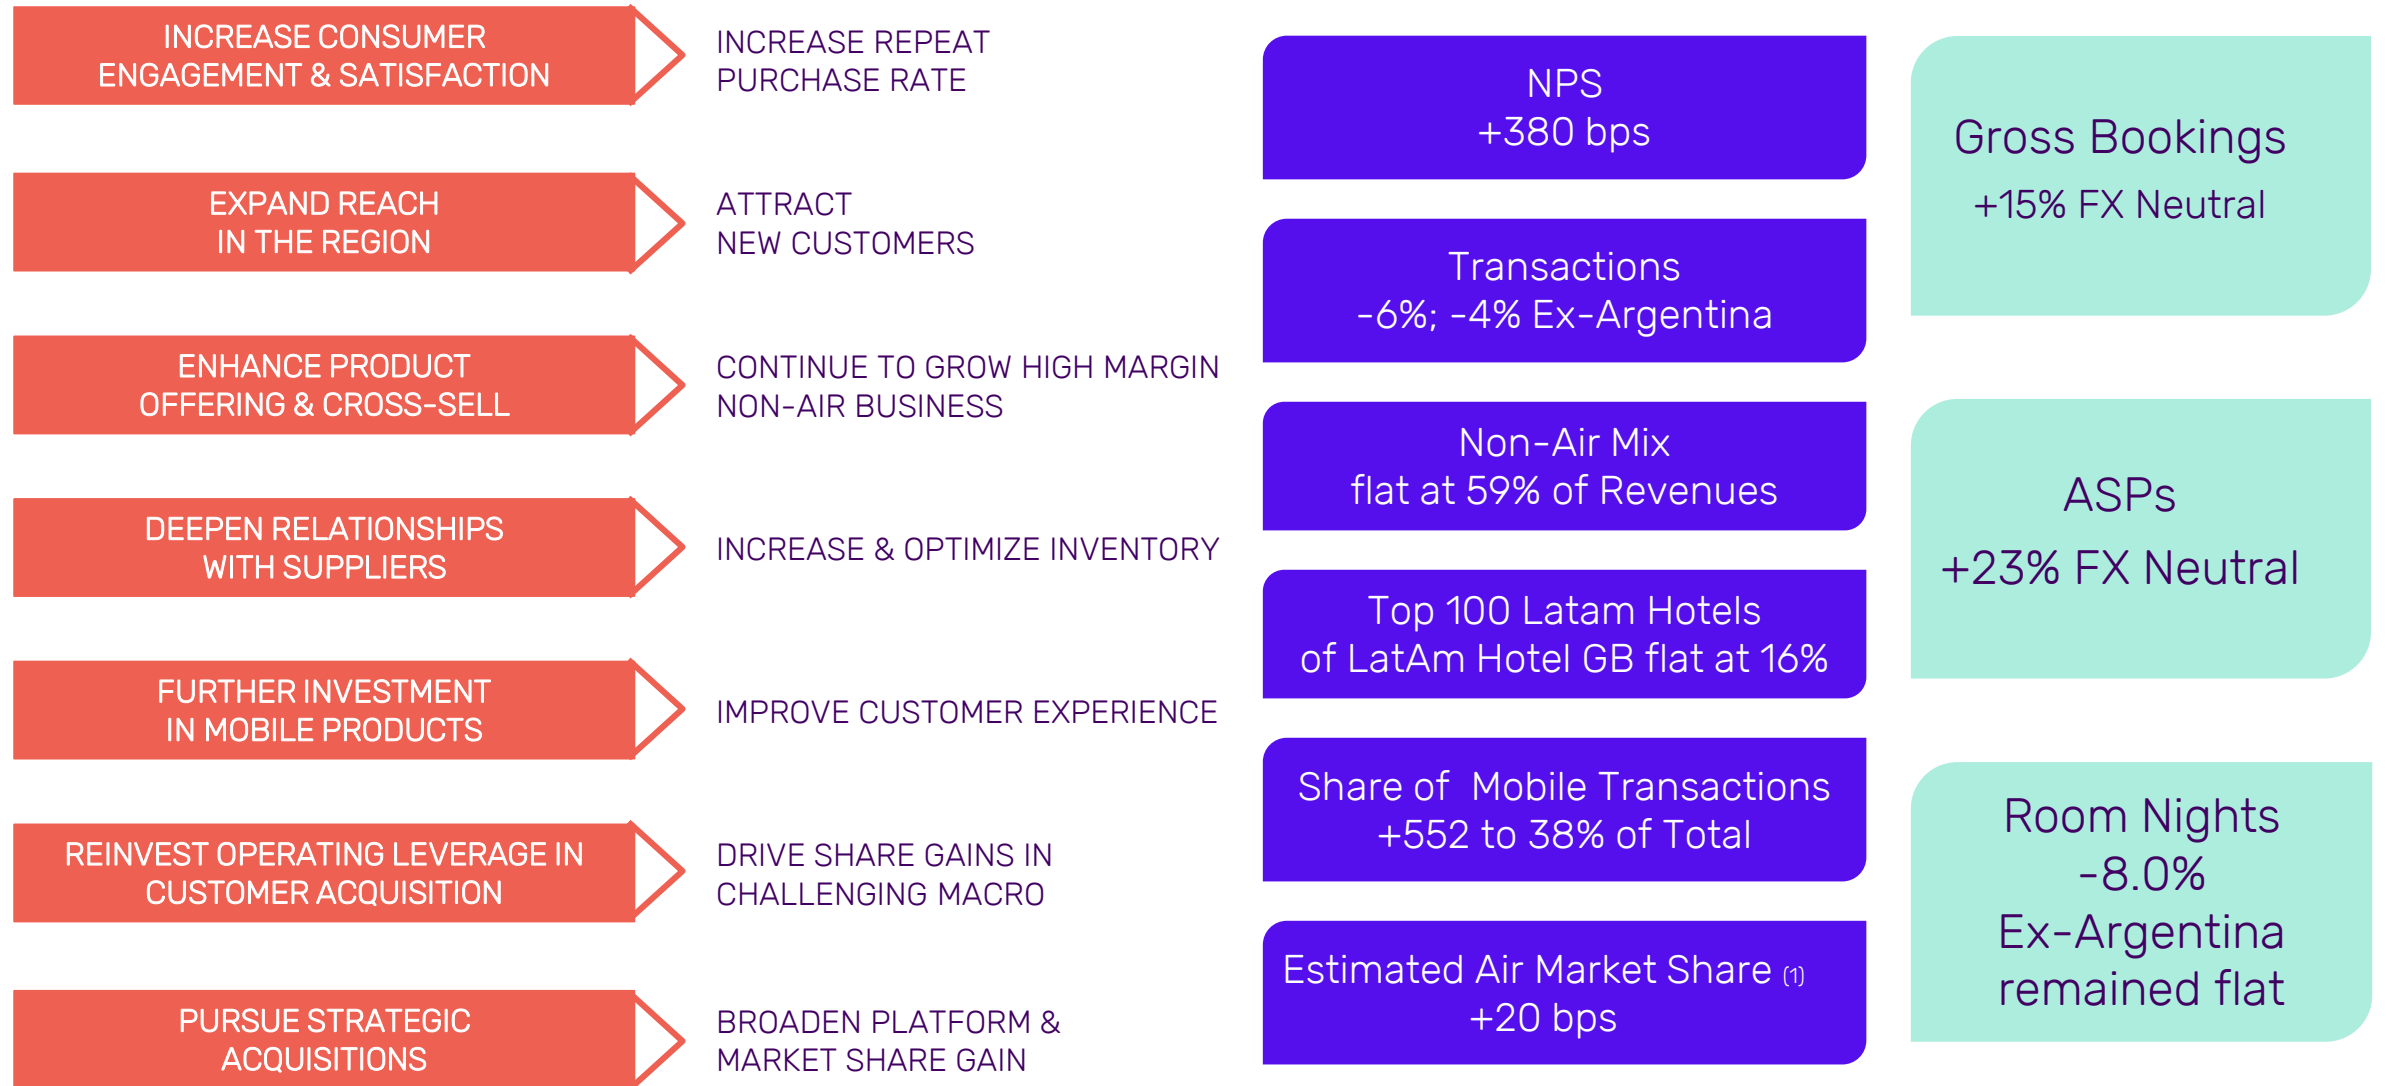 INCREASE CONSUMER
ENGAGEMENT & SATISFACTION
INCREASE REPEAT
PURCHASE RATE
EXPAND REACH
IN THE REGION
ATTRACT
NEW CUSTOMERS
ENHANCE PRODUCT
OFFERING & CROSS-SELL
CONTINUE TO GROW HIGH MARGIN
NON-AIR BUSINESS
DEEPEN RELATIONSHIPS
WITH SUPPLIERS
INCREASE & OPTIMIZE INVENTORY
FURTHER INVESTMENT
IN MOBILE PRODUCTS
IMPROVE CUSTOMER EXPERIENCE
REINVEST OPERATING LEVERAGE IN
CUSTOMER ACQUISITION
DRIVE SHARE GAINS IN
CHALLENGING MACRO
PURSUE STRATEGIC
ACQUISITIONS
BROADEN PLATFORM &
MARKET SHARE GAIN
NPS
+380 bps
Transactions
-6%; -4% Ex-Argentina
Non-Air Mix
flat at 59% of Revenues
Top 100 Latam Hotels
of LatAm Hotel GB flat at 16%
Share of Mobile Transactions
+552 to 38% of Total
Estimated Air Market Share (1)
+20 bps
Gross Bookings
+15% FX Neutral
ASPs
+23% FX Neutral
Room Nights
-8.0%
Ex-Argentina
remained flat